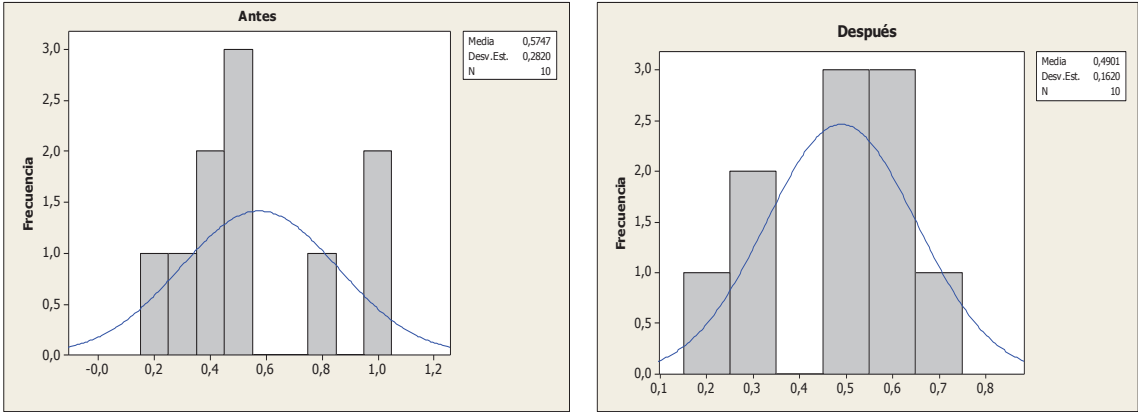 Antes
Media 0,5747
Desv.Est. 0,2820
N 10
3,0
2,5
2,0
1,5
1,0
0,5
0,0
Frecuencia
-0,0 0,2 0,4 0,6 0,8 1,0 1,2
Después
Media 0,4901
Desv.Est. 0,1620
N 10
3,0
2,5
2,0
1,5
1,0
0,5
0,0
Frecuencia
0,1 0,2 0,3 0,4 0,5 0,6 0,7 0,8